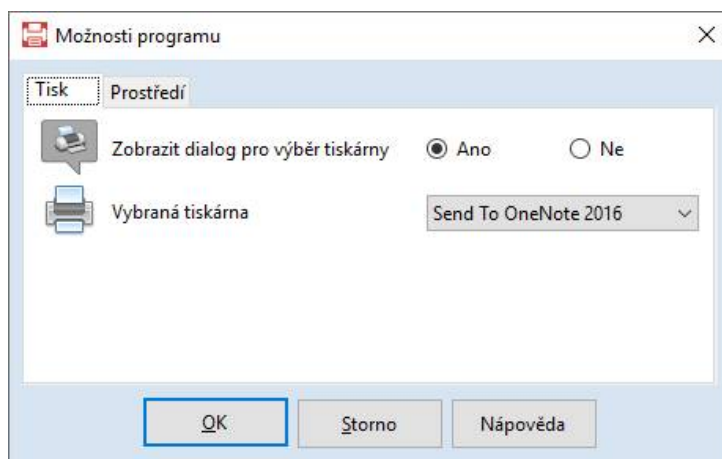 Možnosti programu
Tisk Prostředí
Zobrazit dialog pro výběr tiskárny Ano Ne
Vybraná tiskárna Send To OneNote 2016
OK Storno Nápověda